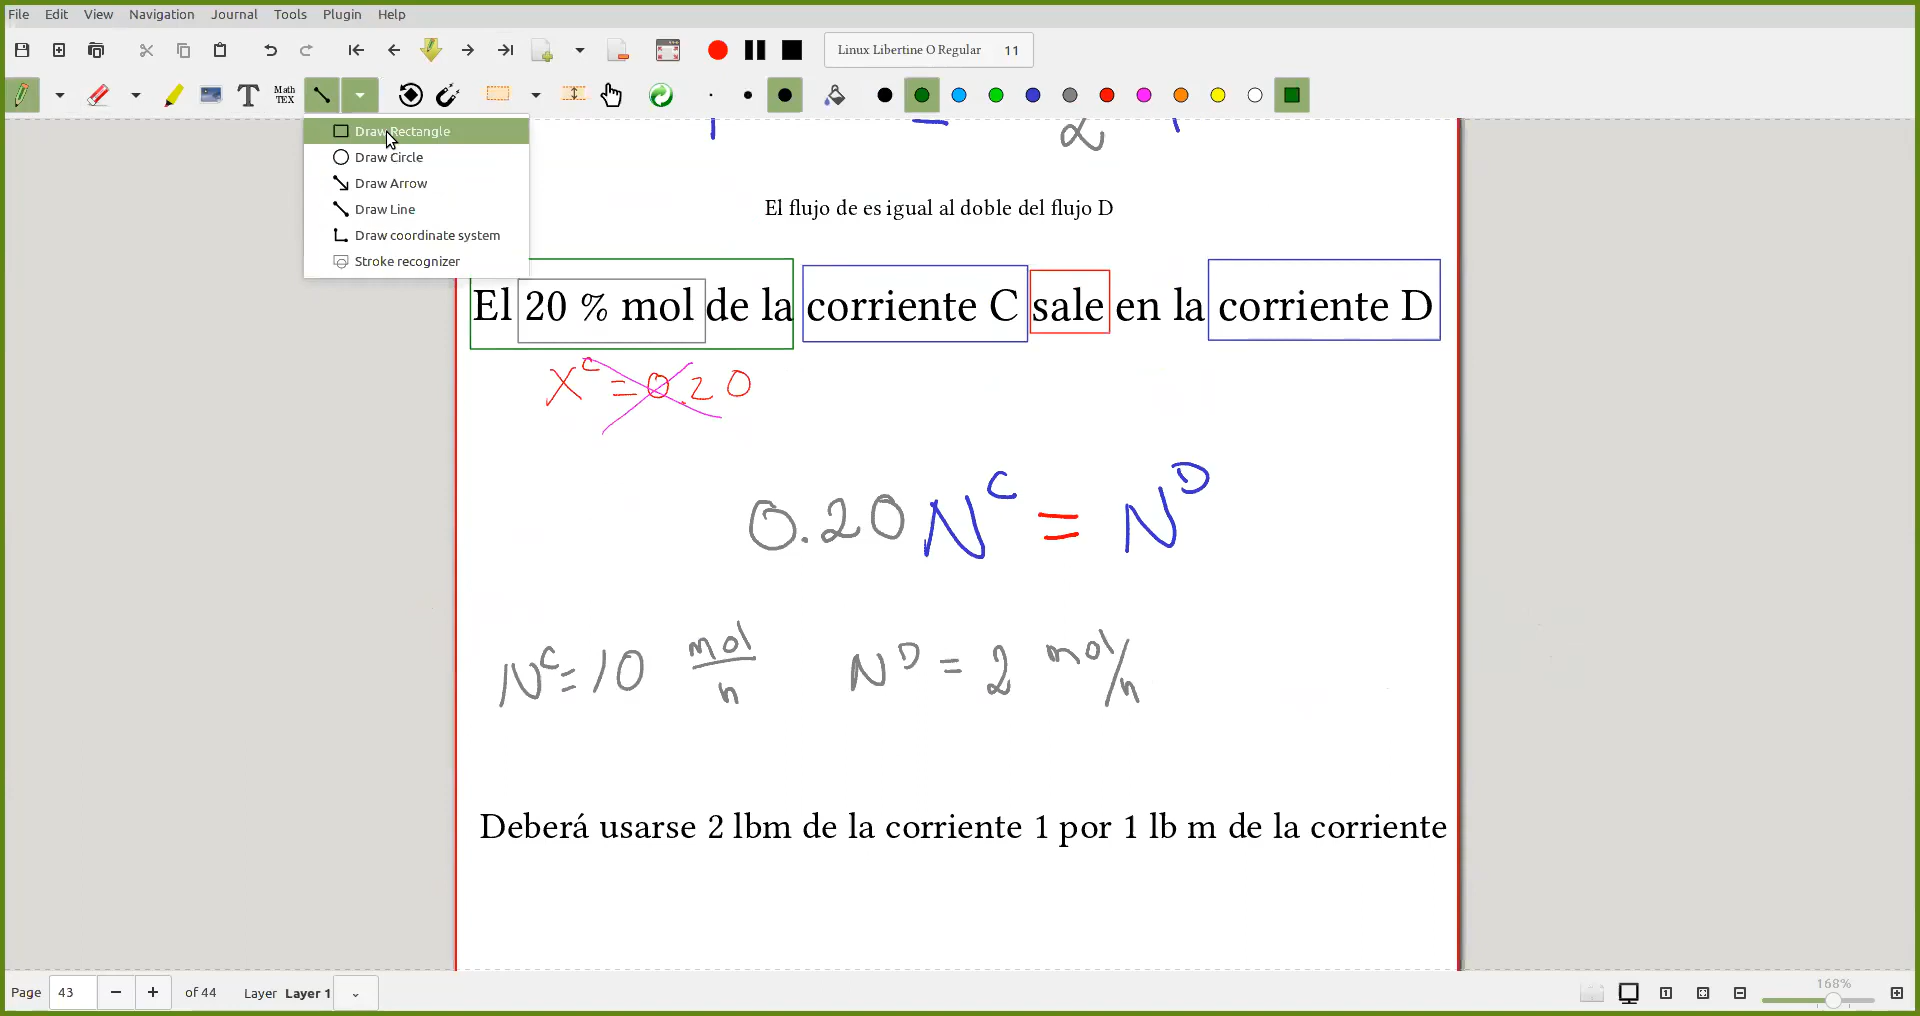 File Edit View Navigation Journal Tools Plugin Help
Linux Libertine O Regular 11
T Math TEX
Draw Rectangle
Draw Circle
Draw Arrow
Draw Line
Draw coordinate system
Stroke recognizer
2
El flujo de es igual al doble del flujo D
El 20 % mol de la corriente C sale en la corriente D
X^C = 0.20
0.20 N^C = N^D
N^C = 10 mol/h N^D = 2 mol/h
Deberá usarse 2 lbm de la corriente 1 por 1 lb m de la corriente
Page 43 of 44 Layer Layer 1 168%